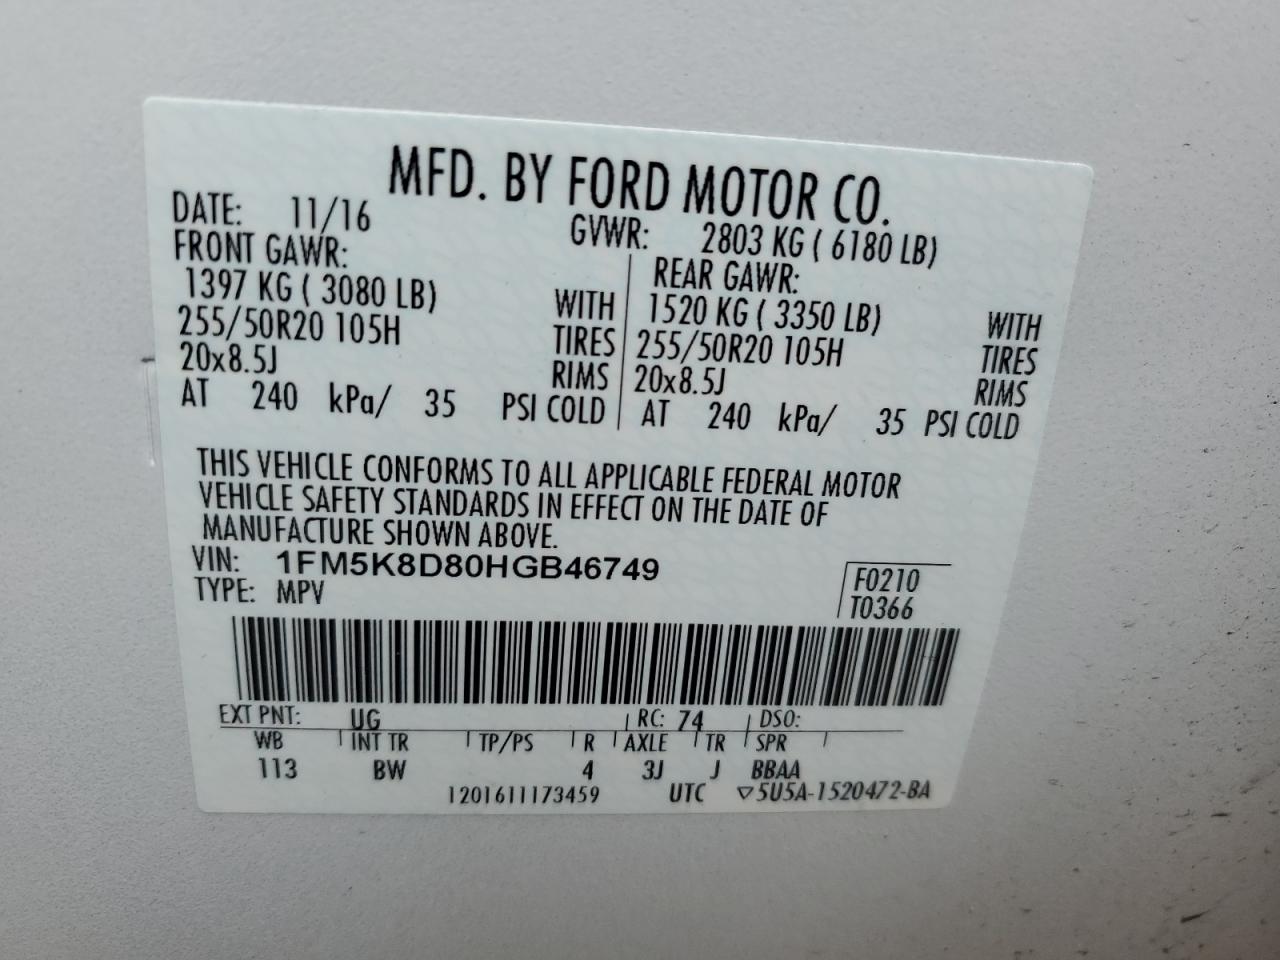 MFD. BY FORD MOTOR CO.
DATE: 11/16 GVWR: 2803 KG ( 6180 LB)
FRONT GAWR: REAR GAWR:
1397 KG ( 3080 LB) WITH 1520 KG ( 3350 LB) WITH
255/50R20 105H TIRES 255/50R20 105H TIRES
20x8.5J RIMS 20x8.5J RIMS
AT 240 kPa/ 35 PSI COLD AT 240 kPa/ 35 PSI COLD
THIS VEHICLE CONFORMS TO ALL APPLICABLE FEDERAL MOTOR
VEHICLE SAFETY STANDARDS IN EFFECT ON THE DATE OF
MANUFACTURE SHOWN ABOVE.
VIN: 1FM5K8D80HGB46749
TYPE: MPV
F0210
T0366
EXT PNT: UG RC: 74 DSO:
WB INT TR TP/PS R AXLE TR SPR
113 BW 4 3J J BBAA
1201611173459 UTC ▽5U5A-1520472-BA